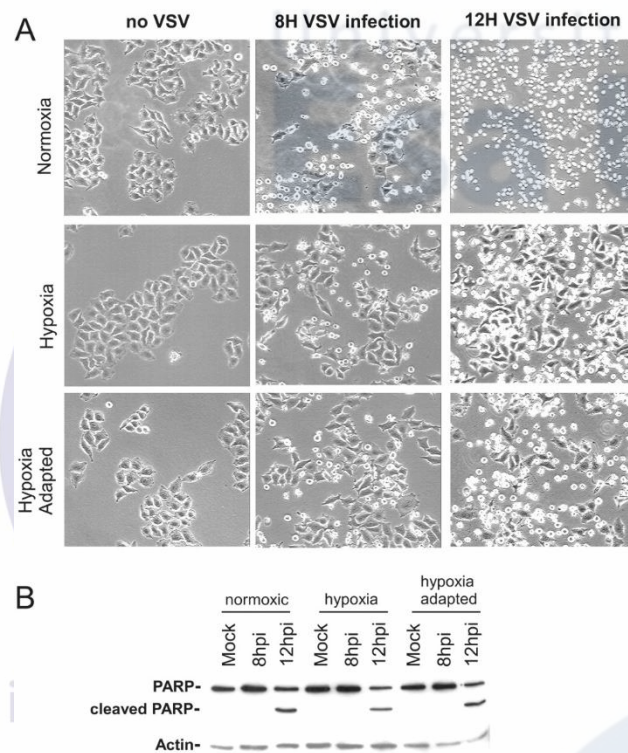 A
no VSV 8H VSV infection 12H VSV infection
Normoxia
Hypoxia
Hypoxia
Adapted
B
normoxic hypoxia hypoxia
adapted
Mock 8hpi 12hpi Mock 8hpi 12hpi Mock 8hpi 12hpi
PARP-
cleaved PARP-
Actin-